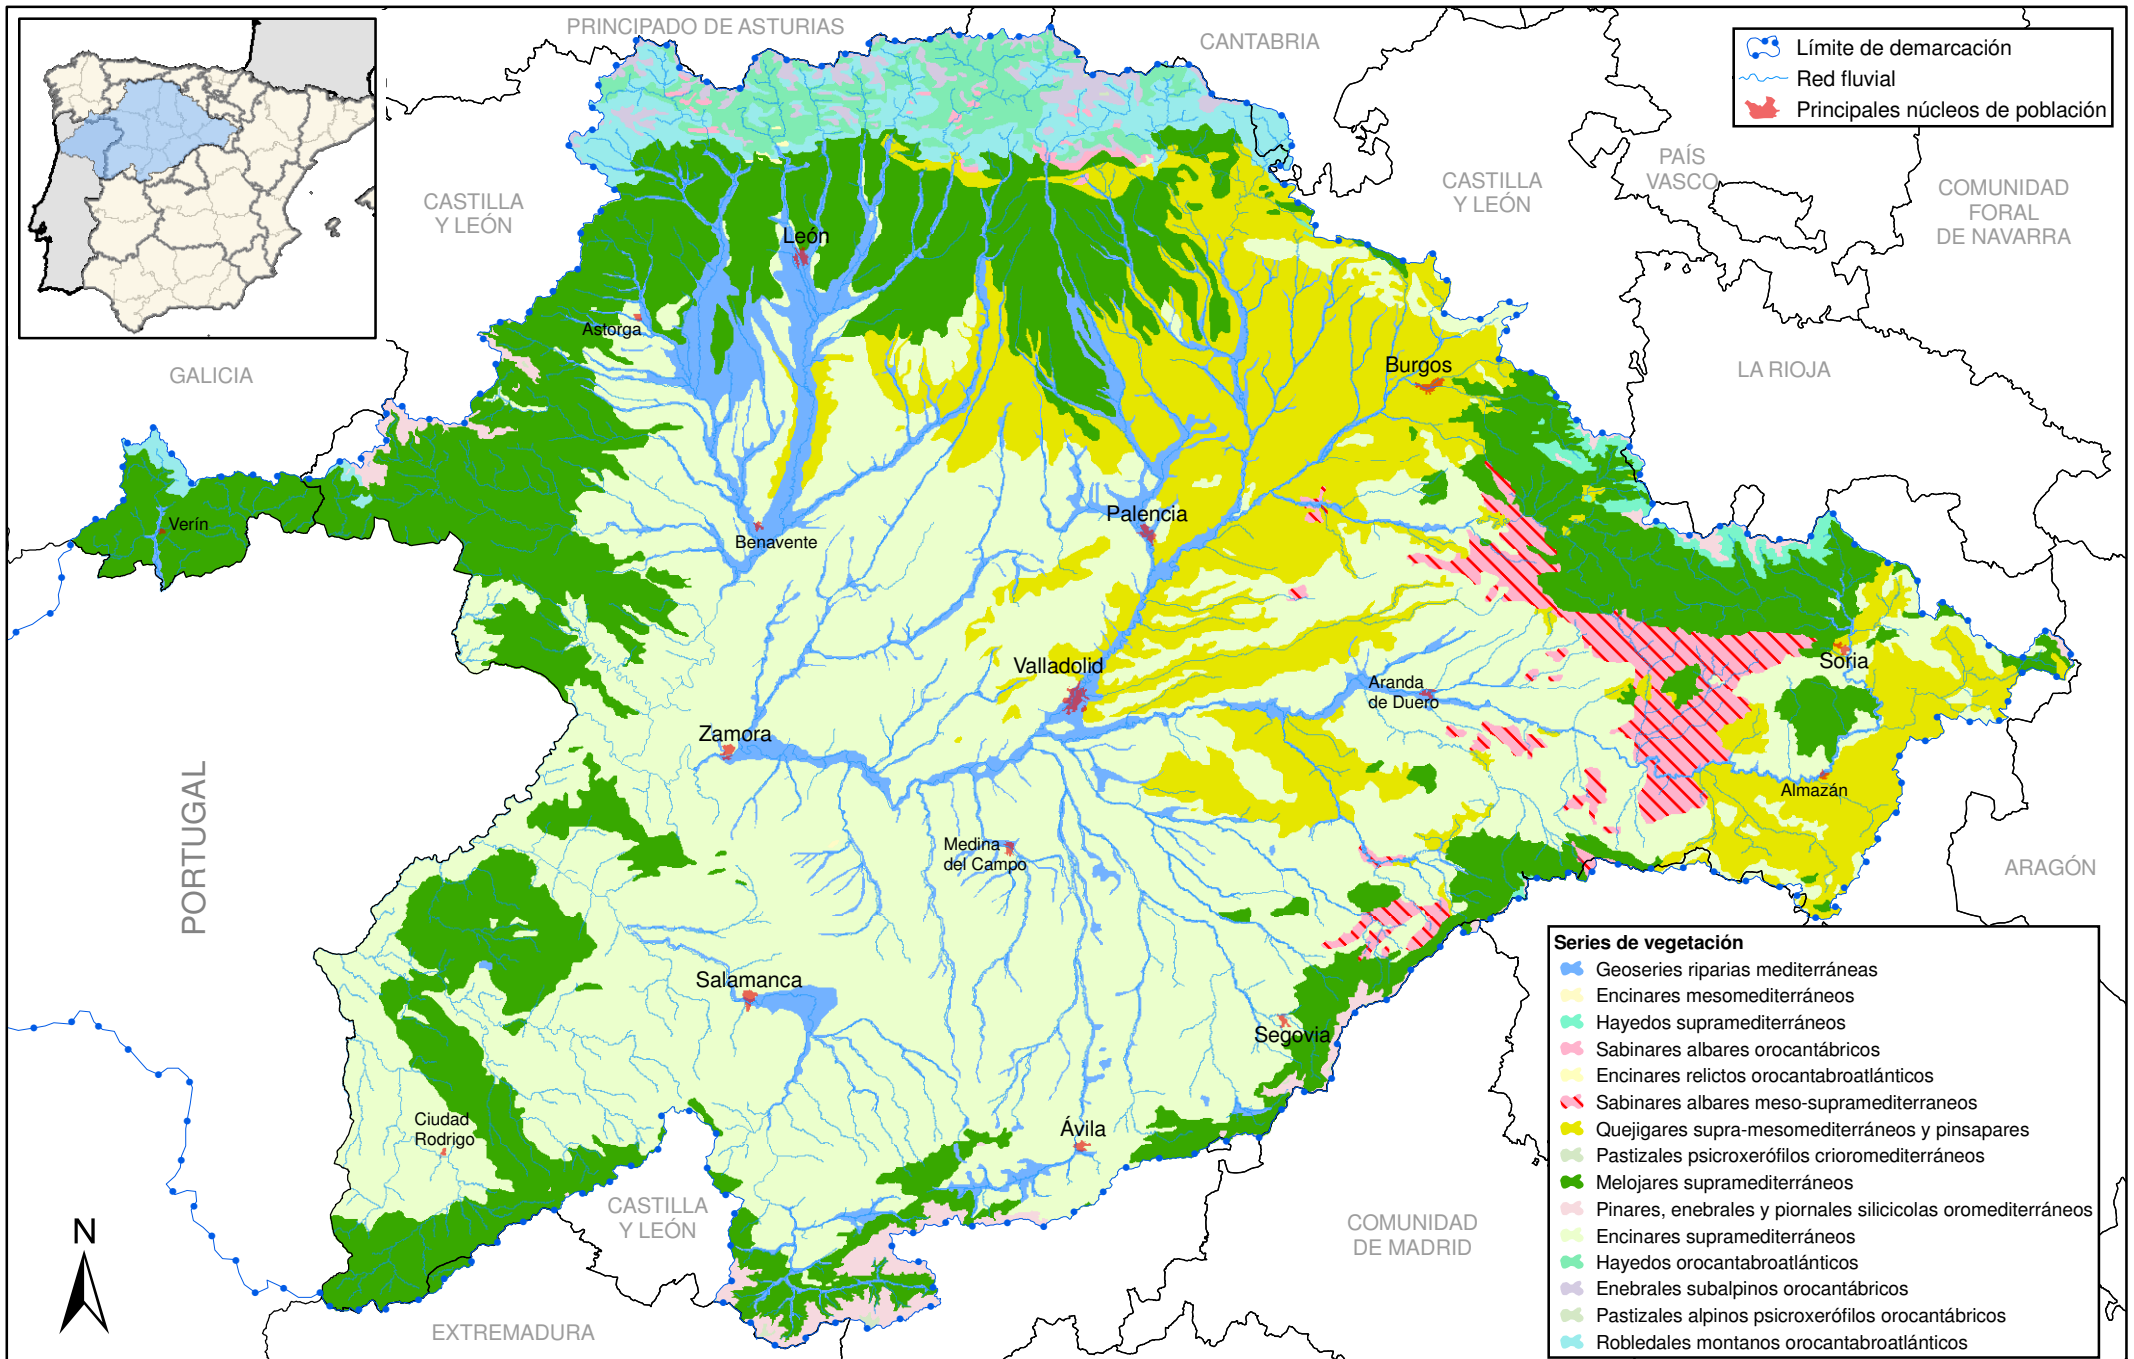 PRINCIPADO DE ASTURIAS
CANTABRIA
Límite de demarcación
Red fluvial
Principales núcleos de población
PAÍS
VASCO
CASTILLA
Y LEÓN
COMUNIDAD
FORAL
DE NAVARRA
CASTILLA
Y LEÓN
León
Astorga
GALICIA
Burgos
LA RIOJA
Verín
Palencia
Benavente
Valladolid
Soria
Aranda
de Duero
Zamora
Almazán
PORTUGAL
Medina
del Campo
ARAGÓN
Salamanca
Segovia
Ciudad
Rodrigo
Ávila
CASTILLA
Y LEÓN
COMUNIDAD
DE MADRID
N
EXTREMADURA
Series de vegetación
Geoseries riparias mediterráneas
Encinares mesomediterráneos
Hayedos supramediterráneos
Sabinares albares orocantábricos
Encinares relictos orocantabroatlánticos
Sabinares albares meso-supramediterraneos
Quejigares supra-mesomediterráneos y pinsapares
Pastizales psicroxerófilos crioromediterráneos
Melojares supramediterráneos
Pinares, enebrales y piornales silicicolas oromediterráneos
Encinares supramediterráneos
Hayedos orocantabroatlánticos
Enebrales subalpinos orocantábricos
Pastizales alpinos psicroxerófilos orocantábricos
Robledales montanos orocantabroatlánticos